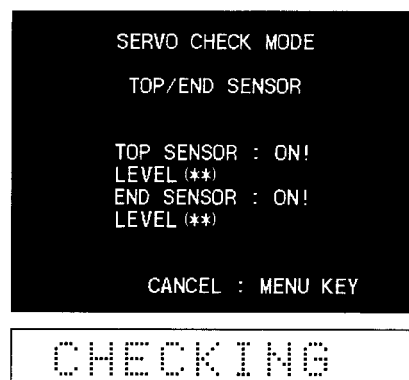 SERVO CHECK MODE
TOP/END SENSOR
TOP SENSOR : ON!
LEVEL (**)
END SENSOR : ON!
LEVEL (**)
CANCEL : MENU KEY
CHECKING